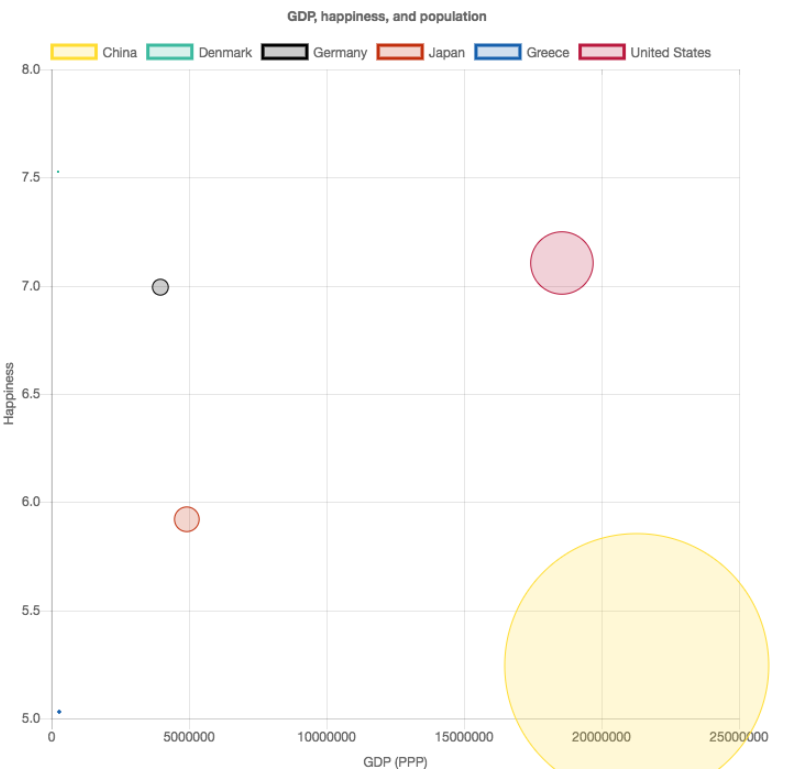 GDP, happiness, and population
China Denmark Germany Japan Greece United States
8.0
7.5
7.0
6.5
6.0
5.5
5.0
Happiness
0 5000000 10000000 15000000 20000000 25000000
GDP (PPP)